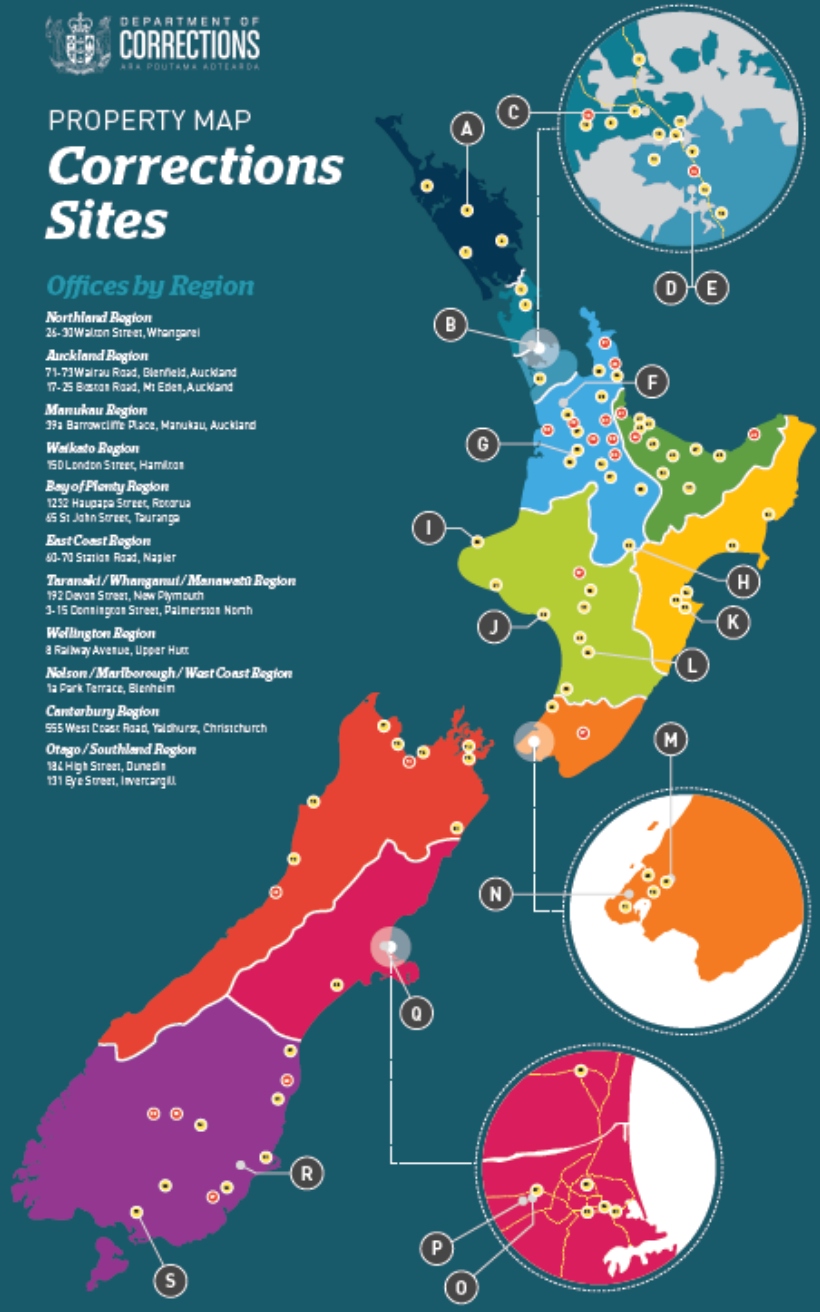 DEPARTMENT OF
CORRECTIONS
ARA POUTAMA AOTEAROA
PROPERTY MAP
Corrections
Sites
Offices by Region
Northland Region
26-30 Walton Street, Whangarei
Auckland Region
71-73 Wairau Road, Glenfield, Auckland
17-25 Boston Road, Mt Eden, Auckland
Manukau Region
39a Barrowcliffe Place, Manukau, Auckland
Waikato Region
150 London Street, Hamilton
Bay of Plenty Region
1232 Haupapa Street, Rotorua
65 St John Street, Tauranga
East Coast Region
60-70 Station Road, Napier
Taranaki / Whanganui / Manawatū Region
192 Devon Street, New Plymouth
3-15 Donnington Street, Palmerston North
Wellington Region
8 Railway Avenue, Upper Hutt
Nelson / Marlborough / West Coast Region
1a Park Terrace, Blenheim
Canterbury Region
555 West Coast Road, Yaldhurst, Christchurch
Otago / Southland Region
184 High Street, Dunedin
131 Eye Street, Invercargill
A
C
D
E
B
F
G
I
H
J
K
L
M
N
Q
R
P
O
S